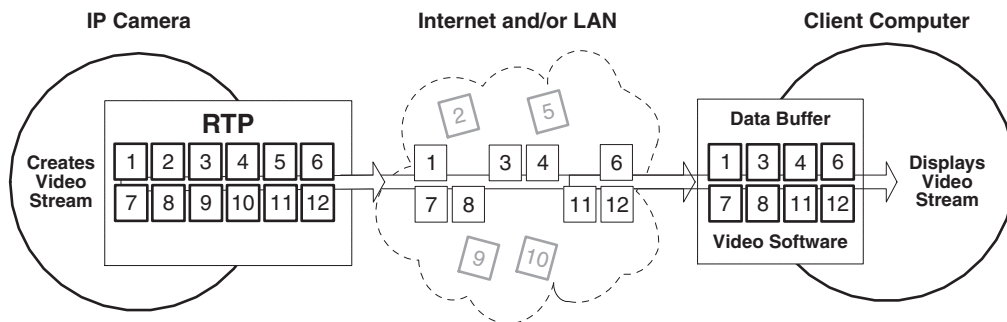 IP Camera
Internet and/or LAN
Client Computer
RTP
Creates
Video
Stream
1 2 3 4 5 6
7 8 9 10 11 12
2 5
1 3 4 6
7 8 11 12
9 10
Data Buffer
1 3 4 6
7 8 11 12
Video Software
Displays
Video
Stream